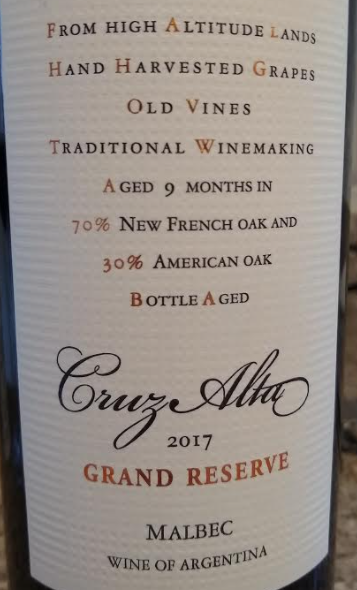 FROM HIGH ALTITUDE LANDS
HAND HARVESTED GRAPES
OLD VINES
TRADITIONAL WINEMAKING
AGED 9 MONTHS IN
70% NEW FRENCH OAK AND
30% AMERICAN OAK
BOTTLE AGED
Cruz Alta
2017
GRAND RESERVE
MALBEC
WINE OF ARGENTINA